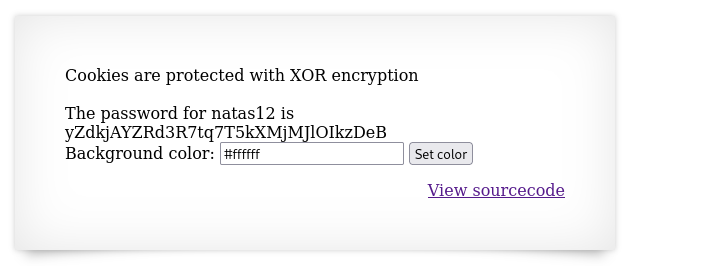 Cookies are protected with XOR encryption
The password for natas12 is
yZdkjAYZRd3R7tq7T5kXMjMJlOIkzDeB
Background color: #ffffff Set color
View sourcecode